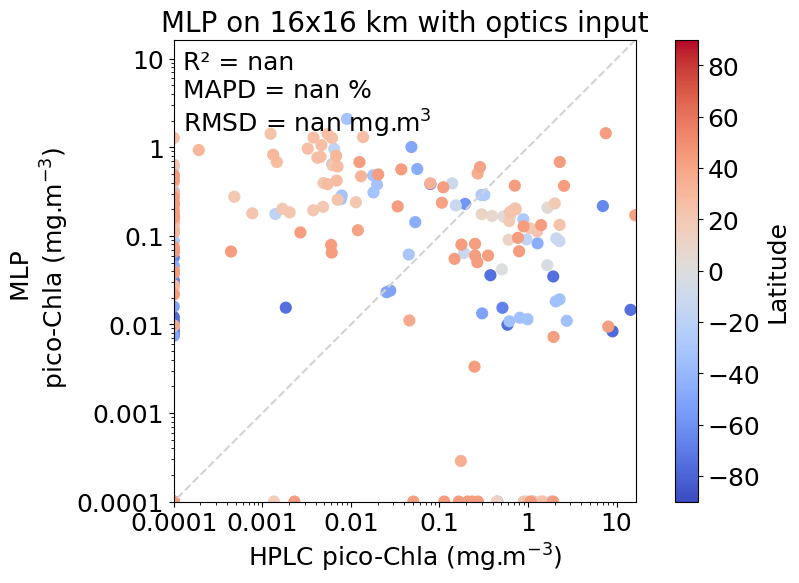 MLP on 16x16 km with optics input
R² = nan
MAPD = nan %
RMSD = nan mg.m³
10
1
0.1
0.01
0.001
0.0001
MLP
pico-Chla (mg.m⁻³)
0.0001 0.001 0.01 0.1 1 10
HPLC pico-Chla (mg.m⁻³)
80
60
40
20
0
−20
−40
−60
−80
Latitude